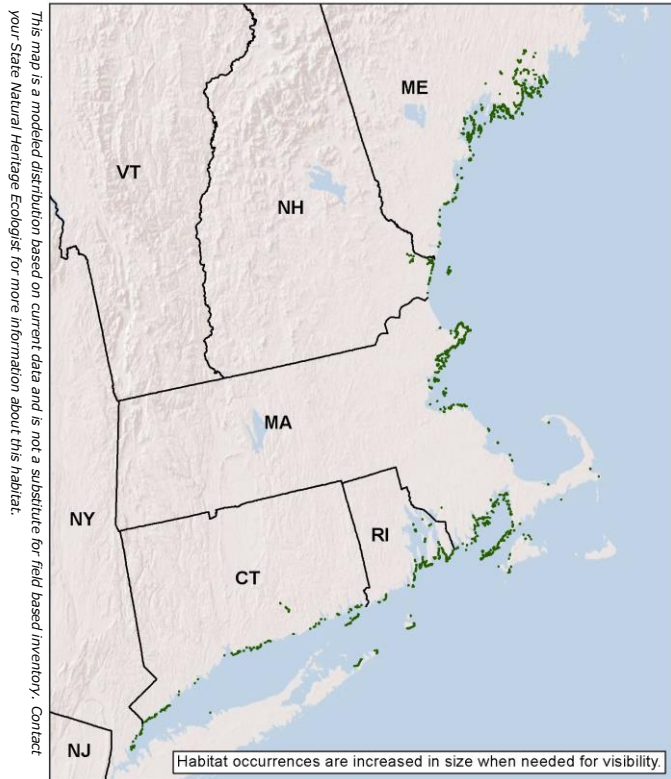 This map is a modeled distribution based on current data and is not a substitute for field based inventory. Contact
your State Natural Heritage Ecologist for more information about this habitat.
ME
VT
NH
MA
NY
RI
CT
NJ
Habitat occurrences are increased in size when needed for visibility.